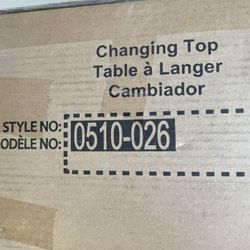 Changing Top
Table à Langer
Cambiador
STYLE NO:
ODÈLE NO:
0510-026